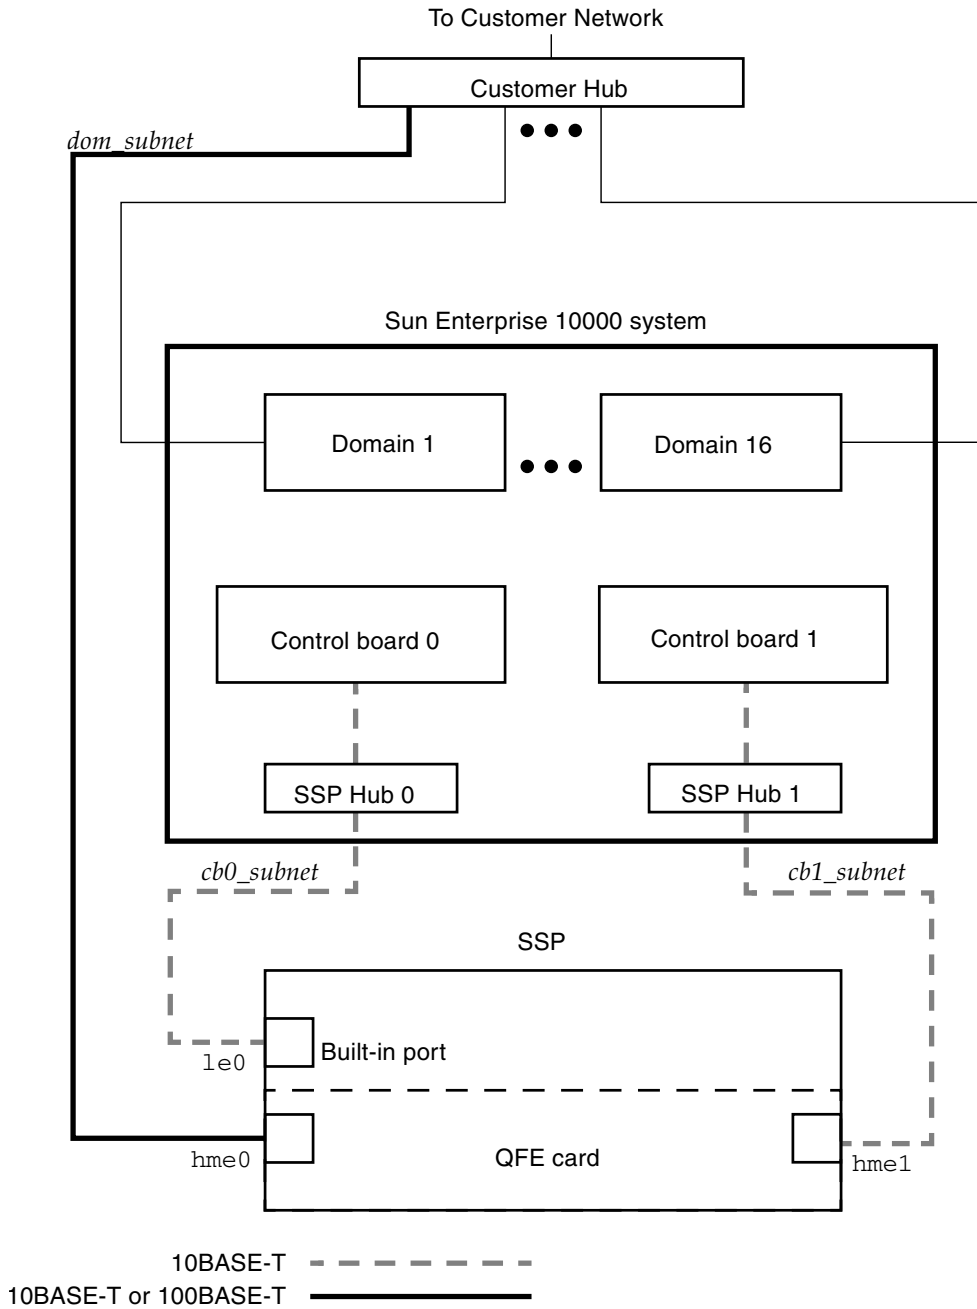 To Customer Network
Customer Hub
dom_subnet
Sun Enterprise 10000 system
Domain 1
Domain 16
Control board 0
Control board 1
SSP Hub 0
SSP Hub 1
cb0_subnet
cb1_subnet
SSP
Built-in port
le0
QFE card
hme0
hme1
10BASE-T
10BASE-T or 100BASE-T